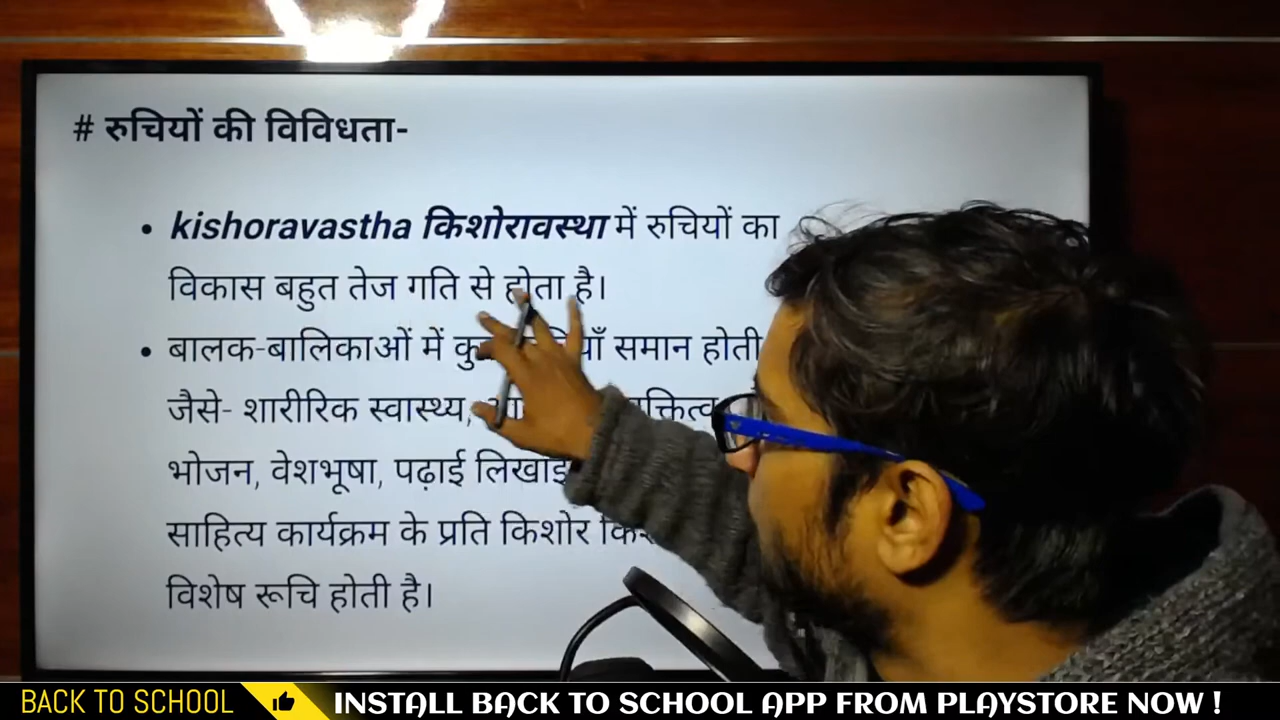 # रुचियों की विविधता-
• kishoravastha किशोरावस्था में रुचियों का
विकास बहुत तेज गति से होता है।
• बालक-बालिकाओं में समान होती
जैसे- शारीरिक स्वास्थ्य,
भोजन, वेशभूषा, पढ़ाई लिखाई
साहित्य कार्यक्रम के प्रति किशोर
विशेष रूचि होती है।
BACK TO SCHOOL INSTALL BACK TO SCHOOL APP FROM PLAYSTORE NOW !